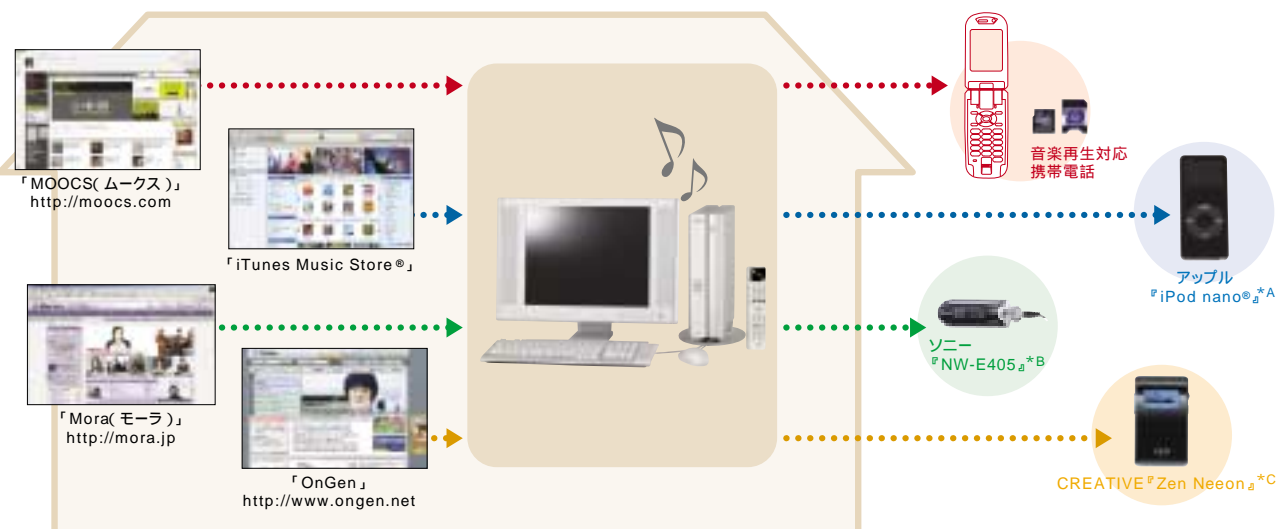 「MOOCS(ムークス)」
http://moocs.com
「iTunes Music Store®」
「Mora(モーラ)」
http://mora.jp
「OnGen」
http://www.ongen.net
音楽再生対応
携帯電話
アップル
『iPod nano®』*A
ソニー
『NW-E405』*B
CREATIVE『Zen Neeon』*C